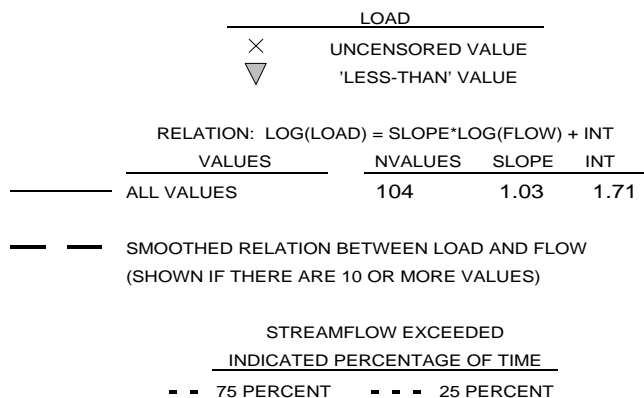 LOAD
UNCENSORED VALUE
'LESS-THAN' VALUE
RELATION: LOG(LOAD) = SLOPE*LOG(FLOW) + INT
VALUES NVALUES SLOPE INT
ALL VALUES 104 1.03 1.71
SMOOTHED RELATION BETWEEN LOAD AND FLOW
(SHOWN IF THERE ARE 10 OR MORE VALUES)
STREAMFLOW EXCEEDED
INDICATED PERCENTAGE OF TIME
75 PERCENT 25 PERCENT